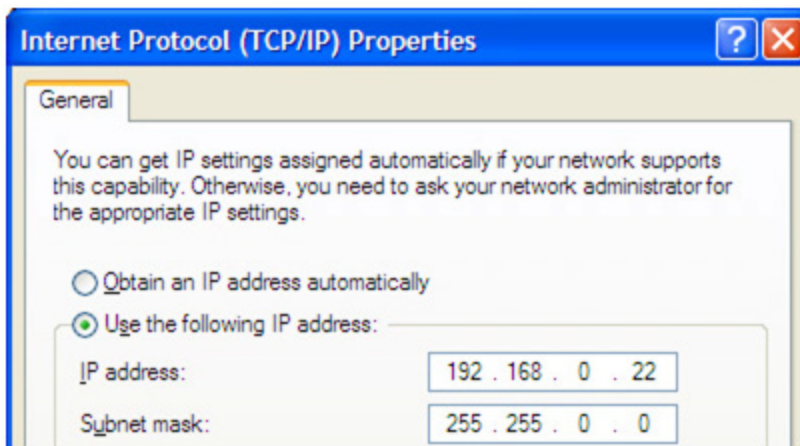 Internet Protocol (TCP/IP) Properties
?
General
You can get IP settings assigned automatically if your network supports
this capability. Otherwise, you need to ask your network administrator for
the appropriate IP settings.
Obtain an IP address automatically
Use the following IP address:
IP address: 192 . 168 . 0 . 22
Subnet mask: 255 . 255 . 0 . 0